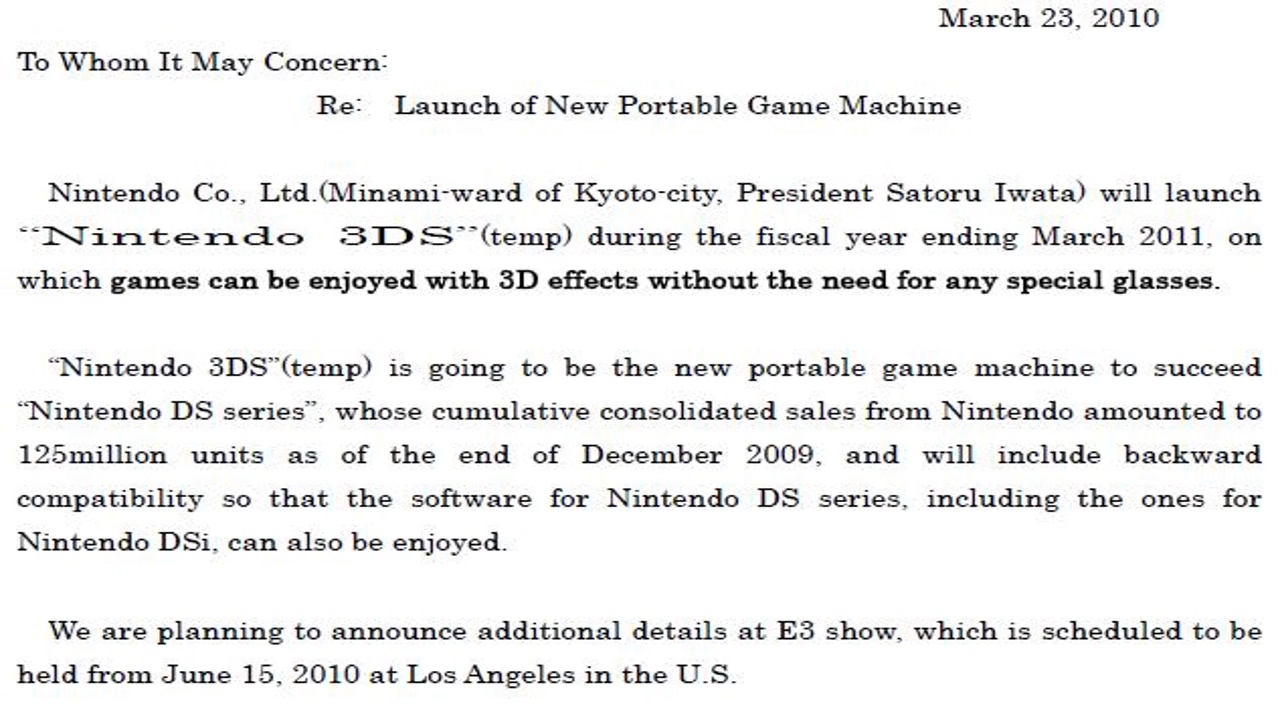 March 23, 2010
To Whom It May Concern:
Re: Launch of New Portable Game Machine
Nintendo Co., Ltd.(Minami-ward of Kyoto-city, President Satoru Iwata) will launch
“Nintendo 3DS”(temp) during the fiscal year ending March 2011, on
which games can be enjoyed with 3D effects without the need for any special glasses.
“Nintendo 3DS”(temp) is going to be the new portable game machine to succeed
“Nintendo DS series”, whose cumulative consolidated sales from Nintendo amounted to
125million units as of the end of December 2009, and will include backward
compatibility so that the software for Nintendo DS series, including the ones for
Nintendo DSi, can also be enjoyed.
We are planning to announce additional details at E3 show, which is scheduled to be
held from June 15, 2010 at Los Angeles in the U.S.